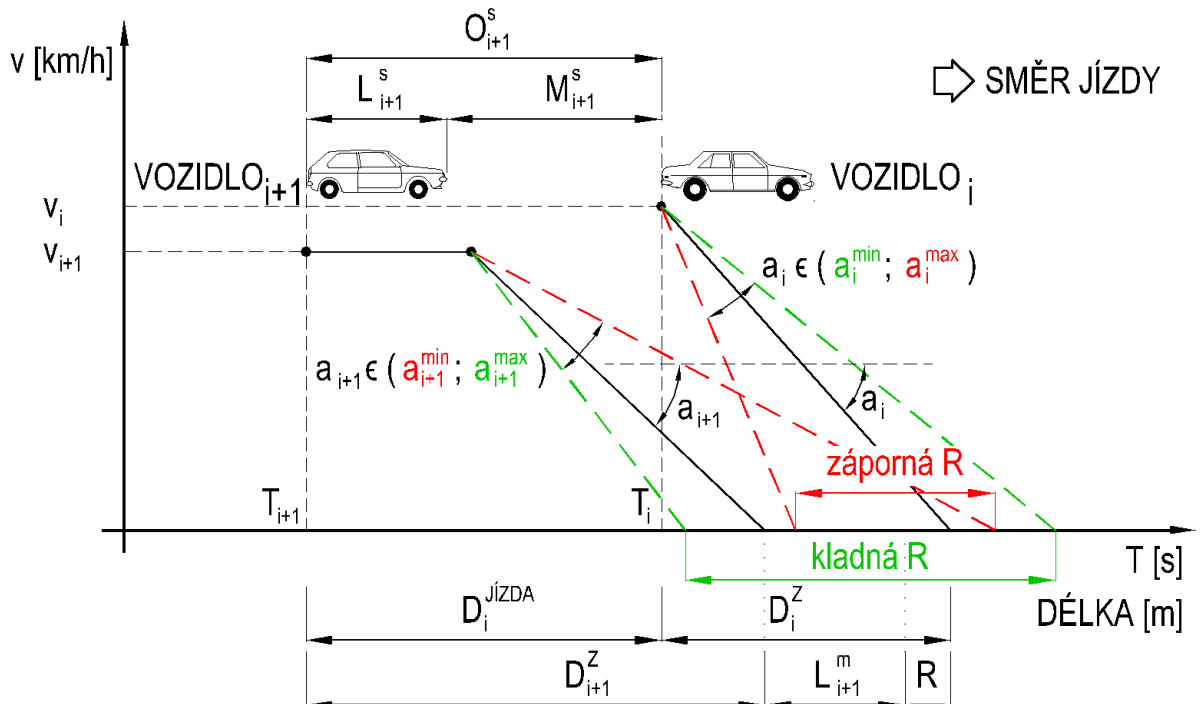 O^s_{i+1}
v [km/h]
L^s_{i+1} M^s_{i+1}
SMĚR JÍZDY
VOZIDLO_{i+1} VOZIDLO_i
v_i
v_{i+1}
a_i ϵ ( a_i^{min} ; a_i^{max} )
a_{i+1} ϵ ( a_{i+1}^{min} ; a_{i+1}^{max} )
a_{i+1} a_i
záporná R
T_{i+1} T_i
kladná R T [s]
D_i^{JÍZDA} D_i^Z DÉLKA [m]
D_{i+1}^Z L_{i+1}^m R